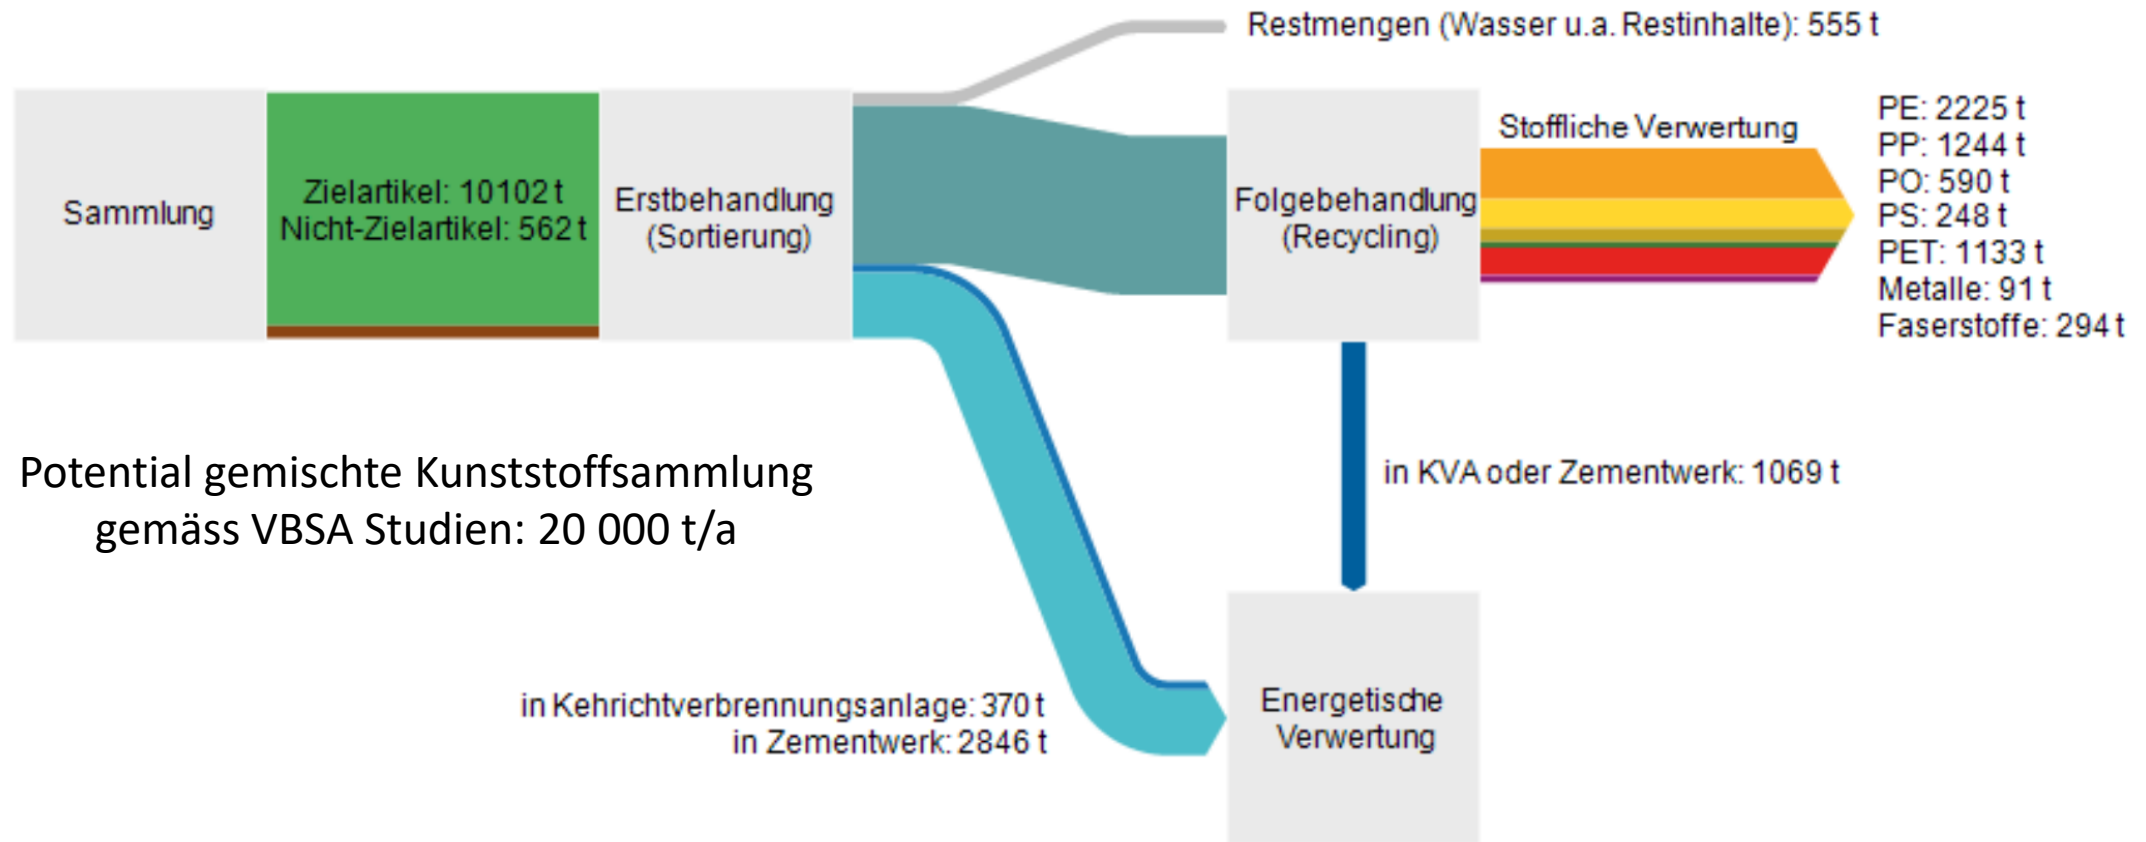 Restmengen (Wasser u.a. Restinhalte): 555 t
Sammlung
Zielartikel: 10102 t
Nicht-Zielartikel: 562 t
Erstbehandlung
(Sortierung)
Folgebehandlung
(Recycling)
Stoffliche Verwertung
PE: 2225 t
PP: 1244 t
PO: 590 t
PS: 248 t
PET: 1133 t
Metalle: 91 t
Faserstoffe: 294 t
Potential gemischte Kunststoffsammlung
gemäss VBSA Studien: 20 000 t/a
in KVA oder Zementwerk: 1069 t
in Kehrichtverbrennungsanlage: 370 t
in Zementwerk: 2846 t
Energetische
Verwertung